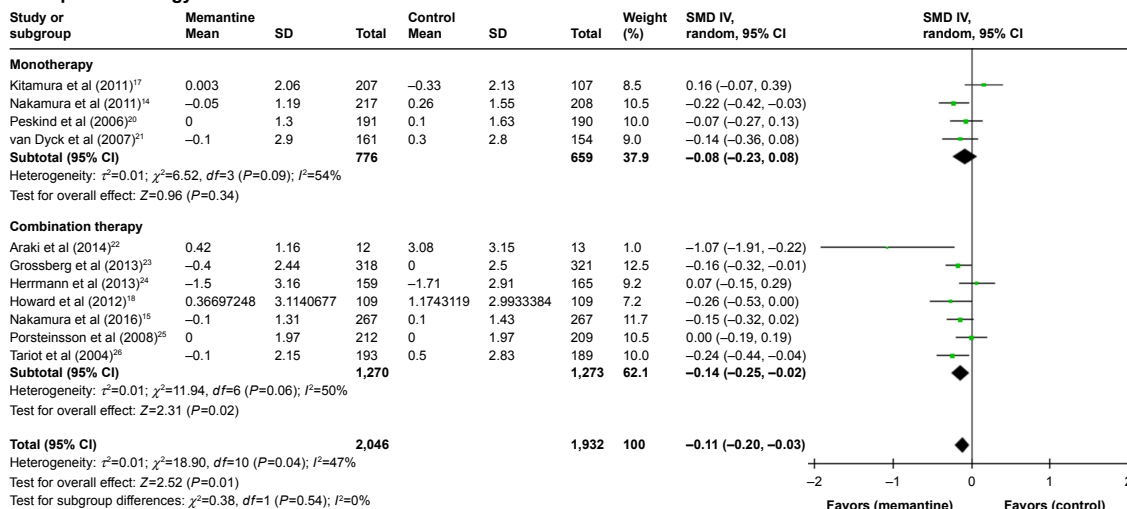 Study or subgroup Memantine Mean SD Total Control Mean SD Total Weight (%) SMD IV, random, 95% CI SMD IV, random, 95% CI
Monotherapy
Kitamura et al (2011)17 0.003 2.06 207 –0.33 2.13 107 8.5 0.16 (–0.07, 0.39)
Nakamura et al (2011)14 –0.05 1.19 217 0.26 1.55 208 10.5 –0.22 (–0.42, –0.03)
Peskind et al (2006)20 0 1.3 191 0.1 1.63 190 10.2 –0.07 (–0.27, 0.13)
van Dyck et al (2007)21 –0.1 2.9 161 0.3 2.8 154 9.0 –0.14 (–0.36, 0.08)
Subtotal (95% CI) 776 659 37.9 –0.08 (–0.23, 0.08)
Heterogeneity: τ2=0.01; χ2=6.52, df=3 (P=0.09); I2=54%
Test for overall effect: Z=0.96 (P=0.34)
Combination therapy
Araki et al (2014)22 0.42 1.16 12 3.08 3.15 13 1.0 –1.07 (–1.91, –0.22)
Grossberg et al (2013)23 –0.4 2.44 318 0 2.5 321 12.5 –0.16 (–0.32, –0.01)
Herrmann et al (2013)24 –1.5 3.16 159 –1.71 2.91 165 9.2 0.07 (–0.15, 0.29)
Howard et al (2012)18 0.36697248 3.1140677 109 1.1743119 2.9933384 109 7.2 –0.26 (–0.53, 0.00)
Nakamura et al (2016)15 –0.1 1.31 267 0.1 1.43 267 11.7 –0.15 (–0.32, 0.02)
Porsteinsson et al (2008)25 0 1.97 212 0 1.97 209 10.5 0.00 (–0.19, 0.19)
Tariot et al (2004)26 –0.1 2.15 193 0.5 2.83 189 10.0 –0.24 (–0.44, –0.04)
Subtotal (95% CI) 1,270 1,273 62.1 –0.14 (–0.25, –0.02)
Heterogeneity: τ2=0.01; χ2=11.94, df=6 (P=0.06); I2=50%
Test for overall effect: Z=2.31 (P=0.02)
Total (95% CI) 2,046 1,932 100 –0.11 (–0.20, –0.03)
Heterogeneity: τ2=0.01; χ2=18.90, df=10 (P=0.04); I2=47%
Test for overall effect: Z=2.52 (P=0.01)
Test for subgroup differences: χ2=0.38, df=1 (P=0.54); I2=0%
–2 –1 0 1 2
Favors (memantine) Favors (control)